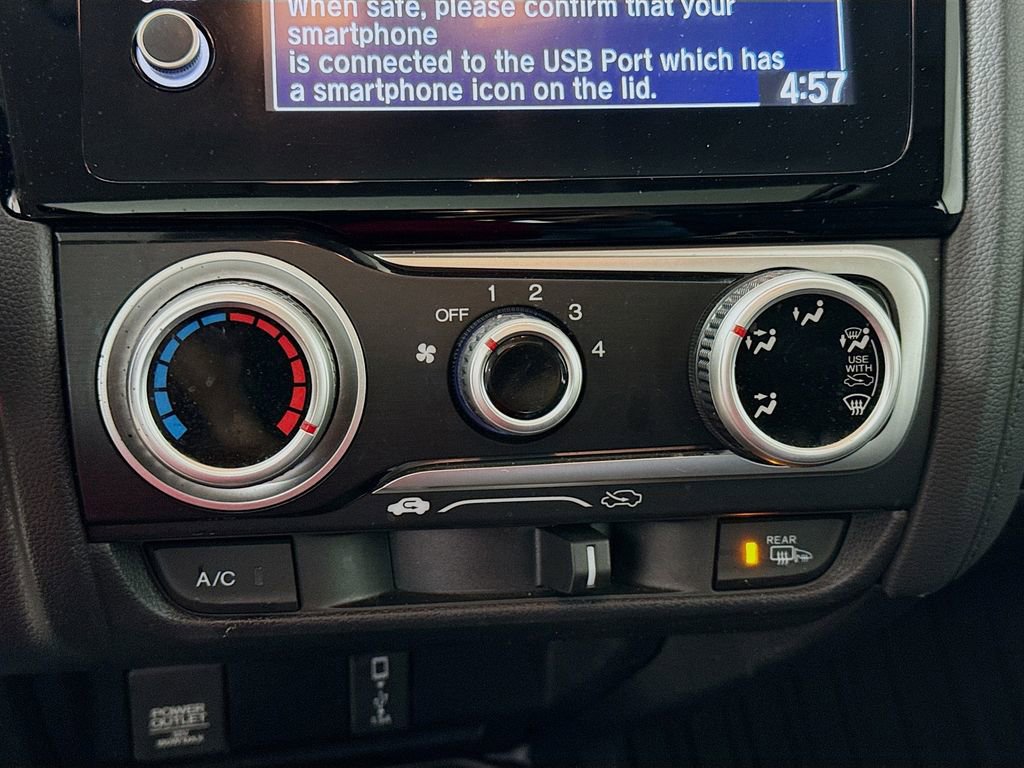 When safe, please confirm that your
smartphone
is connected to the USB Port which has
a smartphone icon on the lid.
4:57
OFF 1 2 3 4
USE
WITH
A/C
REAR
POWER
OUTLET